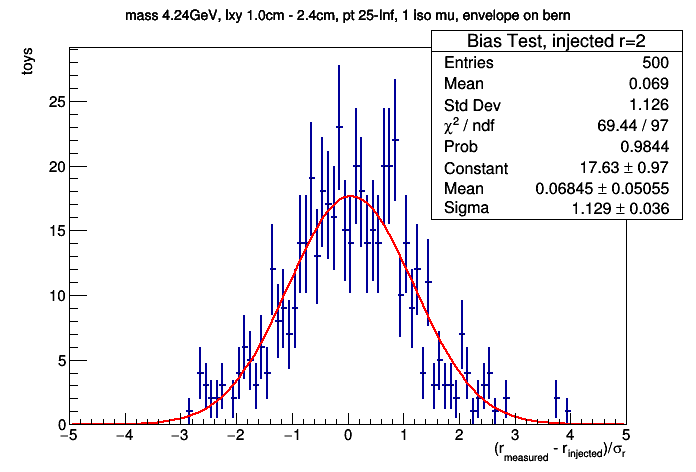 mass 4.24GeV, lxy 1.0cm - 2.4cm, pt 25-Inf, 1 Iso mu, envelope on bern
Bias Test, injected r=2
Entries 500
Mean 0.069
Std Dev 1.126
χ² / ndf 69.44 / 97
Prob 0.9844
Constant 17.63 ± 0.97
Mean 0.06845 ± 0.05055
Sigma 1.129 ± 0.036
toys
25
20
15
10
5
0
−5 −4 −3 −2 −1 0 1 2 3 4 5
(r_measured - r_injected)/σ_r